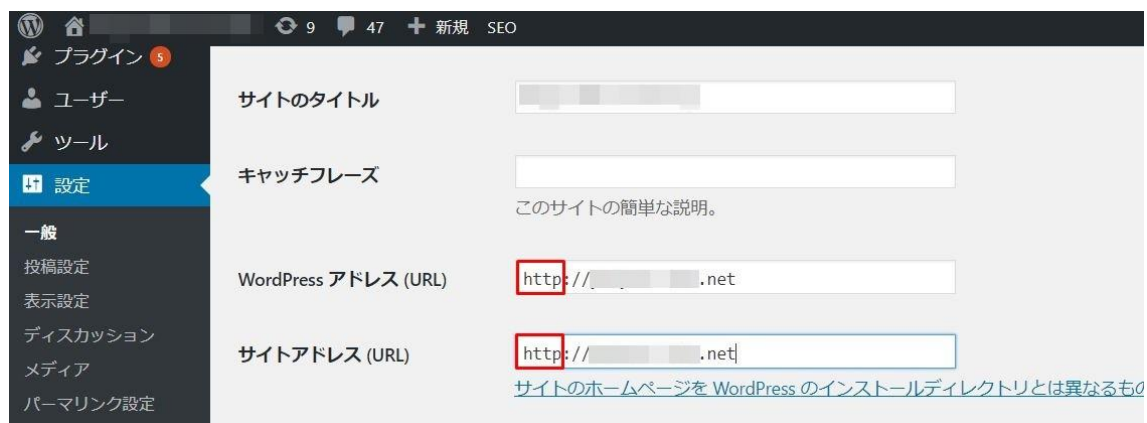 9 47 新規 SEO
プラグイン 5
ユーザー
ツール
設定
一般
投稿設定
表示設定
ディスカッション
メディア
パーマリンク設定
サイトのタイトル
キャッチフレーズ
このサイトの簡単な説明。
WordPress アドレス (URL)
http:// .net
サイトアドレス (URL)
http:// .net
サイトのホームページを WordPress のインストールディレクトリとは異なるもの